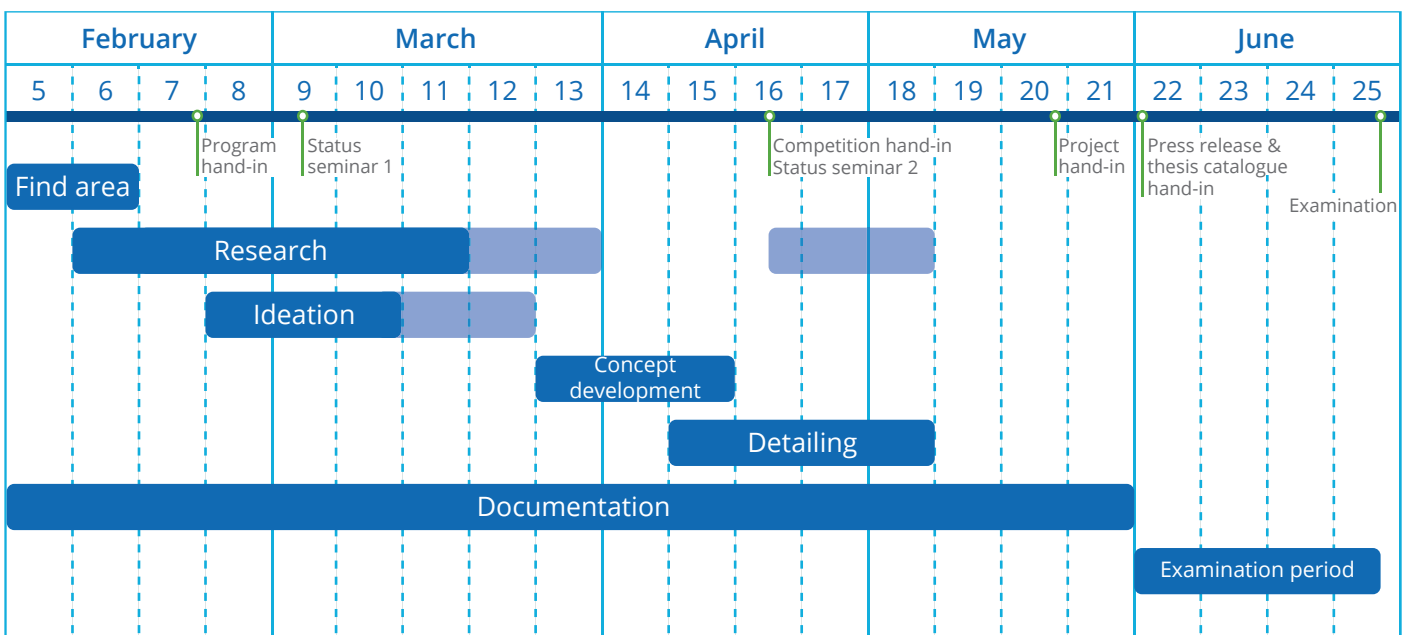 February March April May June
5 6 7 8 9 10 11 12 13 14 15 16 17 18 19 20 21 22 23 24 25
Program
hand-in
Status
seminar 1
Competition hand-in
Status seminar 2
Project
hand-in
Press release &
thesis catalogue
hand-in
Examination
Find area
Research
Ideation
Concept
development
Detailing
Documentation
Examination period